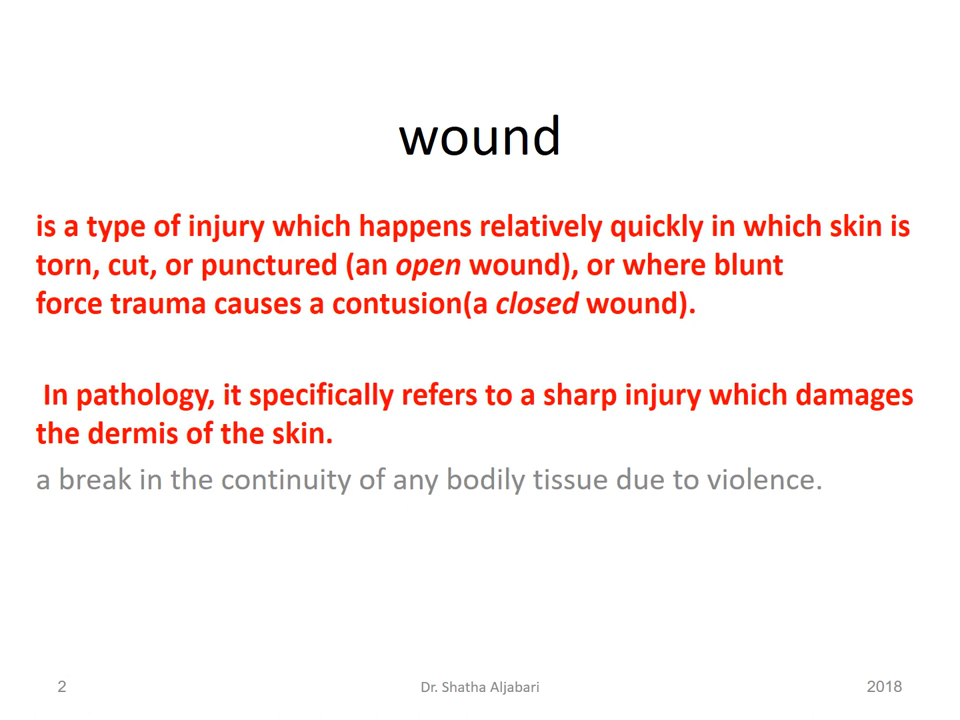 wound
is a type of injury which happens relatively quickly in which skin is
torn, cut, or punctured (an open wound), or where blunt
force trauma causes a contusion(a closed wound).
In pathology, it specifically refers to a sharp injury which damages
the dermis of the skin.
a break in the continuity of any bodily tissue due to violence.
2 Dr. Shatha Aljabari 2018